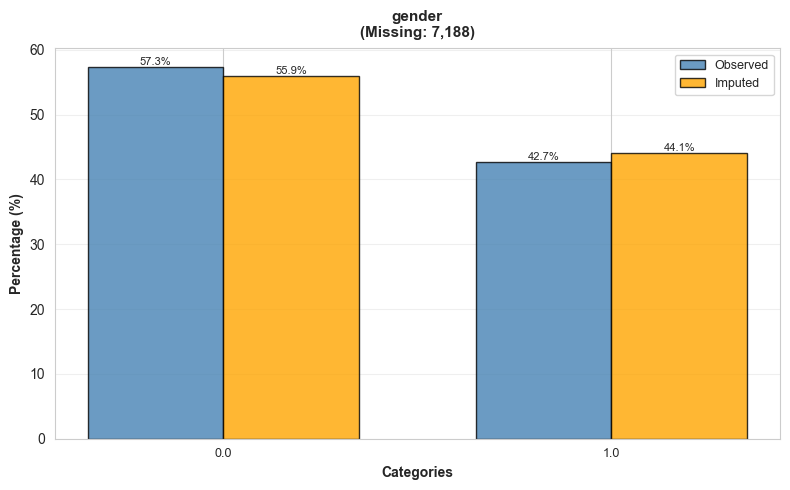 gender
(Missing: 7,188)
Observed
Imputed
57.3%
55.9%
42.7%
44.1%
Percentage (%)
60
50
40
30
20
10
0
0.0
1.0
Categories